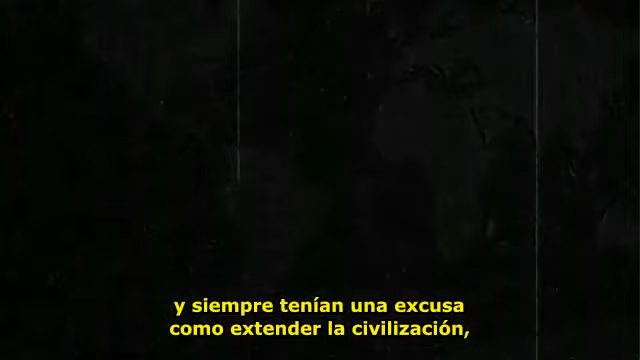 y siempre tenían una excusa
como extender la civilización,